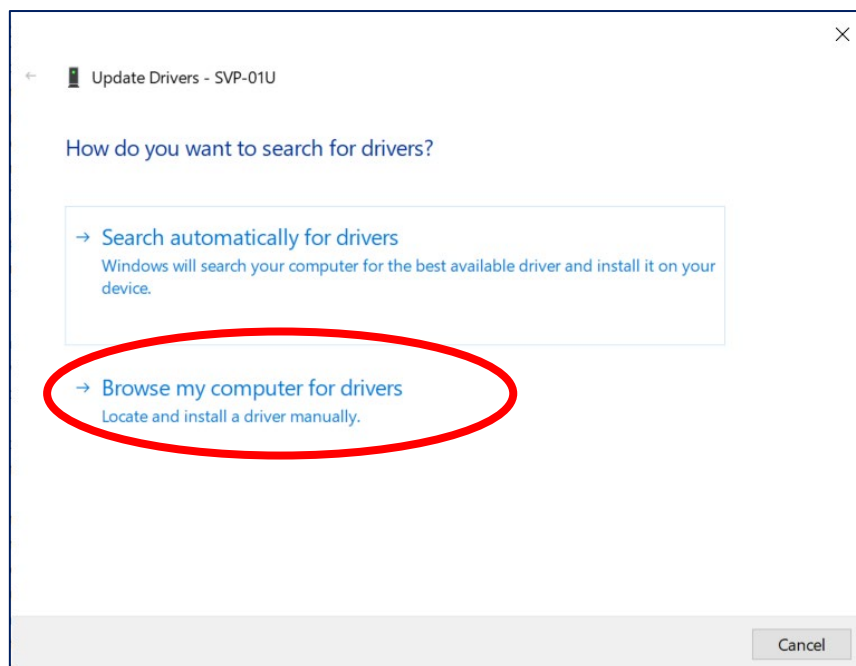 Update Drivers - SVP-01U
How do you want to search for drivers?
Search automatically for drivers
Windows will search your computer for the best available driver and install it on your
device.
Browse my computer for drivers
Locate and install a driver manually.
Cancel